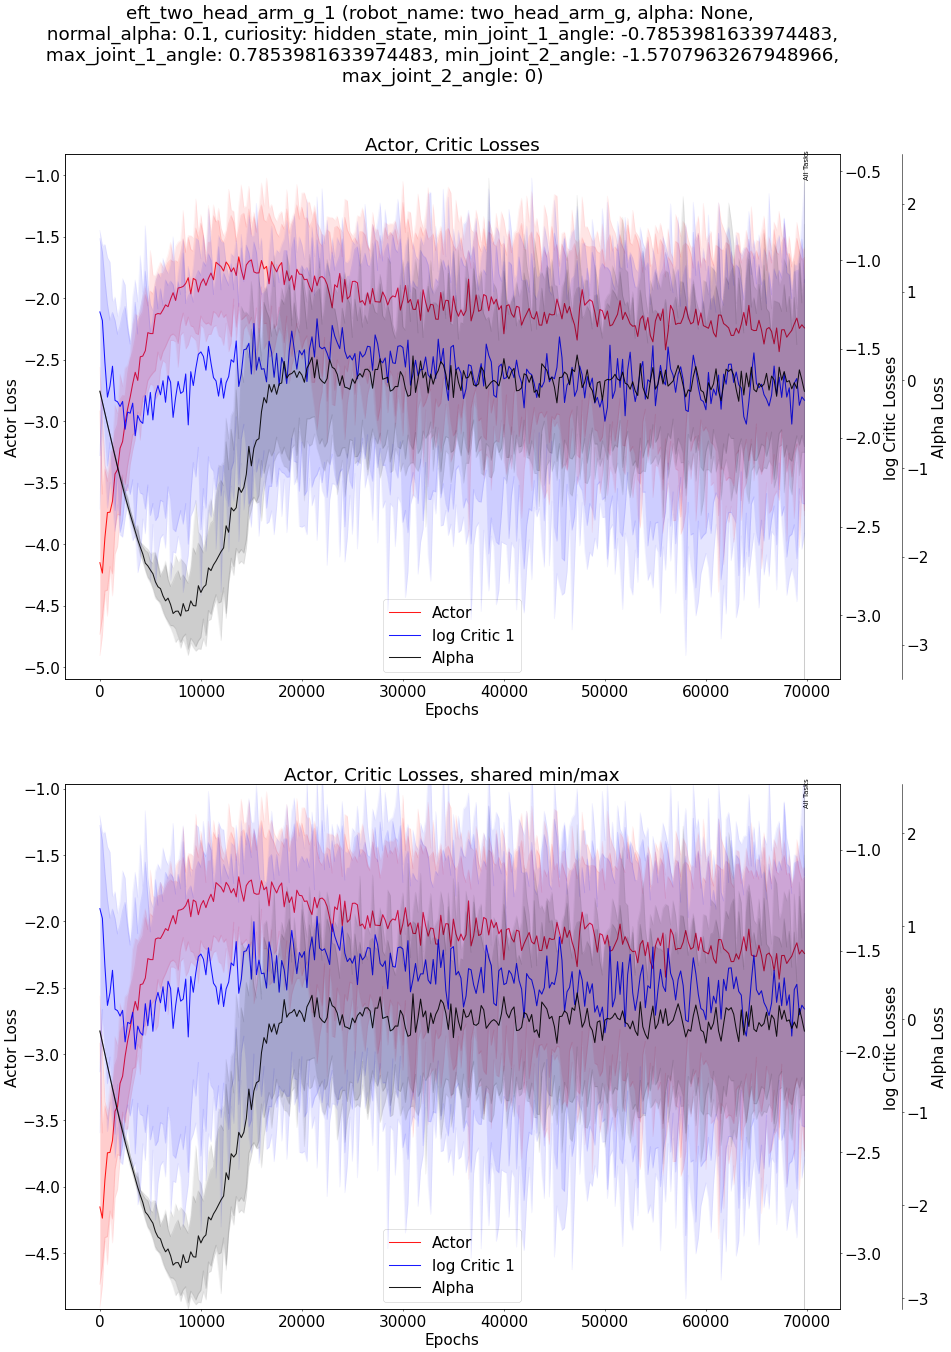 eft_two_head_arm_g_1 (robot_name: two_head_arm_g, alpha: None,
normal_alpha: 0.1, curiosity: hidden_state, min_joint_1_angle: -0.7853981633974483,
max_joint_1_angle: 0.7853981633974483, min_joint_2_angle: -1.5707963267948966,
max_joint_2_angle: 0)
Actor, Critic Losses
All Tasks
−1.0
−1.5
−2.0
−2.5
−3.0
−3.5
−4.0
−4.5
−5.0
Actor Loss
0
10000
20000
30000
40000
50000
60000
70000
Epochs
−0.5
−1.0
−1.5
−2.0
−2.5
−3.0
log Critic Losses
2
1
0
−1
−2
−3
Alpha Loss
Actor
log Critic 1
Alpha
Actor, Critic Losses, shared min/max
All Tasks
−1.0
−1.5
−2.0
−2.5
−3.0
−3.5
−4.0
−4.5
Actor Loss
0
10000
20000
30000
40000
50000
60000
70000
Epochs
−1.0
−1.5
−2.0
−2.5
−3.0
log Critic Losses
2
1
0
−1
−2
−3
Alpha Loss
Actor
log Critic 1
Alpha